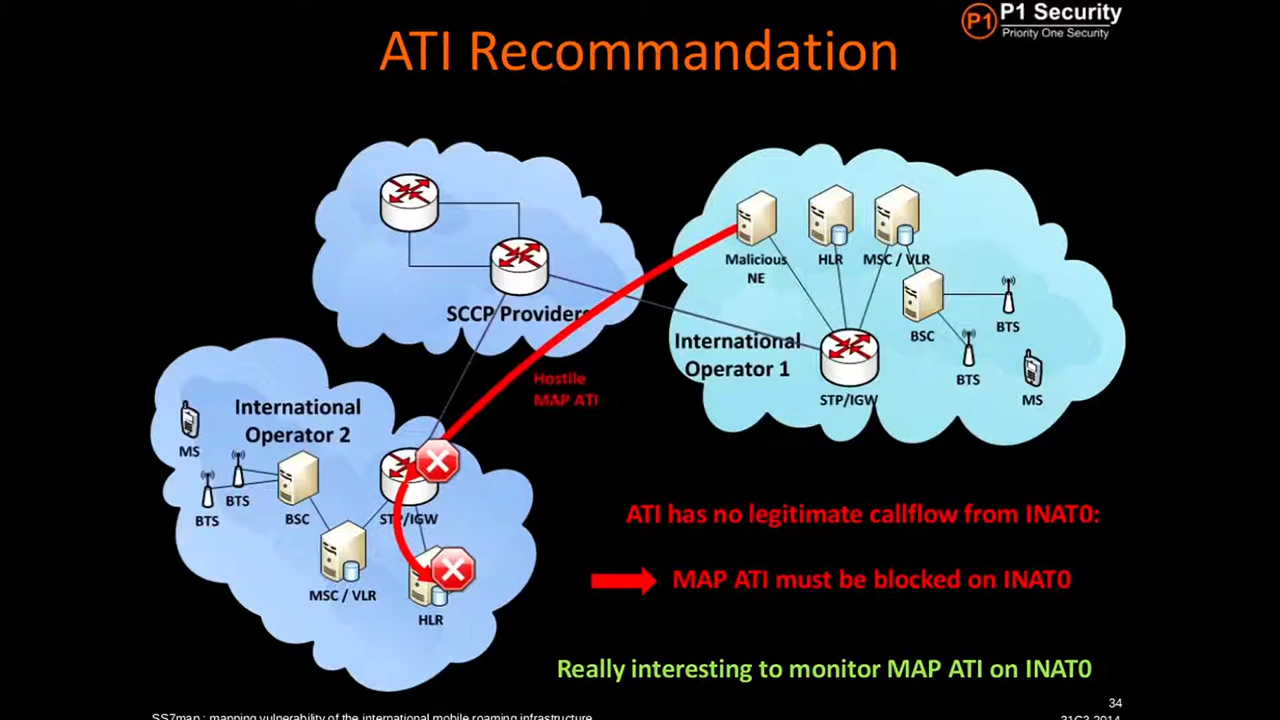 P1 P1 Security
Priority One Security
ATI Recommandation
SCCP Providers
Malicious
NE
HLR
MSC / VLR
BSC
BTS
BTS
MS
STP/IGW
International
Operator 1
Hostile
MAP ATI
International
Operator 2
MS
BTS
BTS
BSC
STP/IGW
MSC / VLR
HLR
ATI has no legitimate callflow from INAT0:
MAP ATI must be blocked on INAT0
Really interesting to monitor MAP ATI on INAT0
34
SS7map : mapping vulnerability of the international mobile roaming infrastructure
31C3 2014